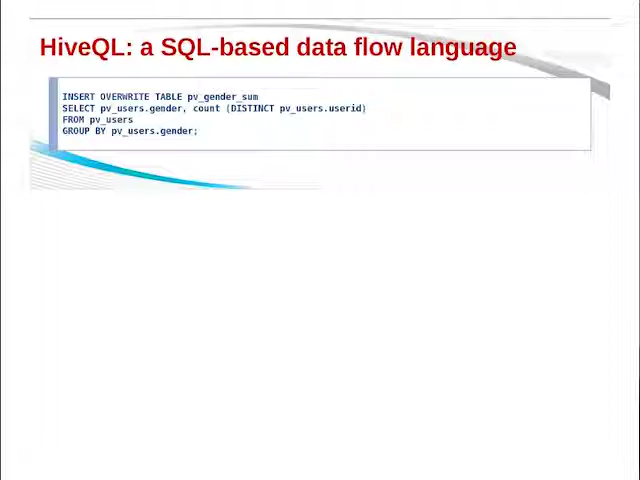 HiveQL: a SQL-based data flow language
INSERT OVERWRITE TABLE pv_gender_sum
SELECT pv_users.gender, count (DISTINCT pv_users.userid)
FROM pv_users
GROUP BY pv_users.gender;